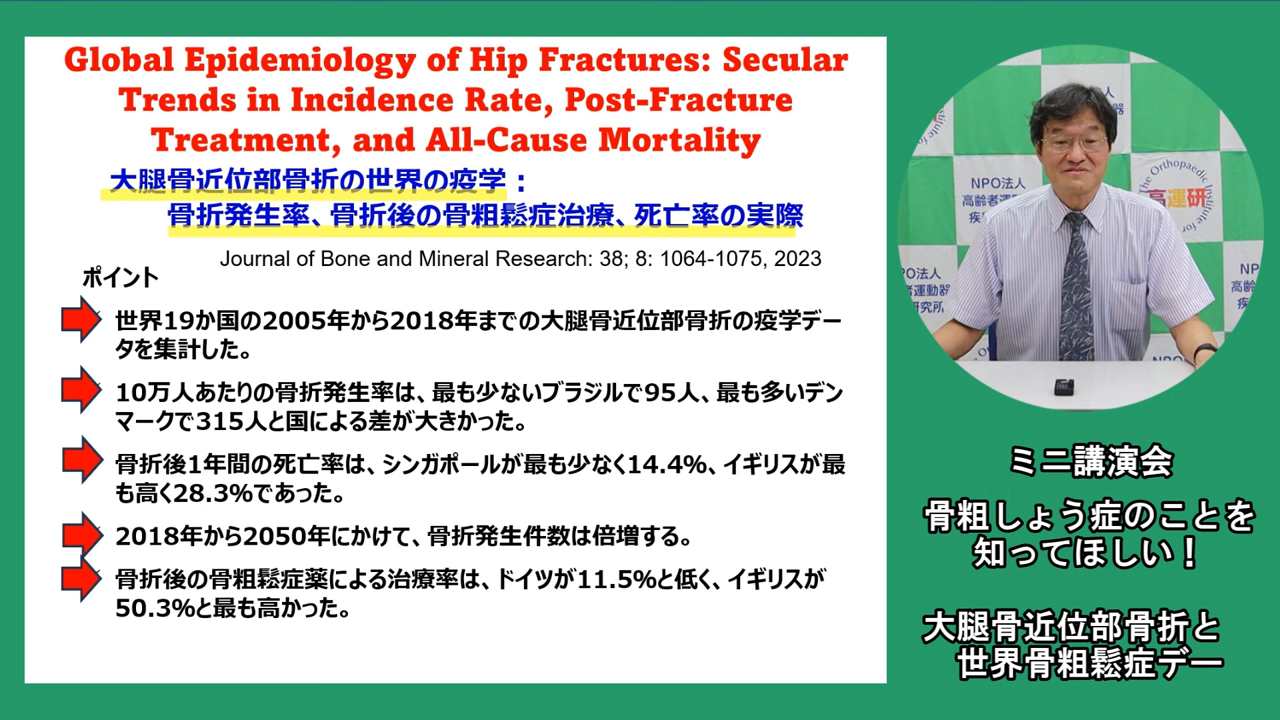 Global Epidemiology of Hip Fractures: Secular
Trends in Incidence Rate, Post-Fracture
Treatment, and All-Cause Mortality
大腿骨近位部骨折の世界の疫学：
骨折発生率、骨折後の骨粗鬆症治療、死亡率の実際
Journal of Bone and Mineral Research: 38; 8: 1064-1075, 2023
ポイント
世界19か国の2005年から2018年までの大腿骨近位部骨折の疫学デー
タを集計した。
10万人あたりの骨折発生率は、最も少ないブラジルで95人、最も多いデン
マークで315人と国による差が大きかった。
骨折後1年間の死亡率は、シンガポールが最も少なく14.4%、イギリスが最
も高く28.3%であった。
2018年から2050年にかけて、骨折発生件数は倍増する。
骨折後の骨粗鬆症薬による治療率は、ドイツが11.5%と低く、イギリスが
50.3%と最も高かった。
NPO法人
高齢者運
疾
The Orthopaedic Institute for
高運研
PO法人
者運動器
研究所
NP
高齢
疾
NPO
ミニ講演会
骨粗しょう症のことを
知ってほしい！
大腿骨近位部骨折と
世界骨粗鬆症デー